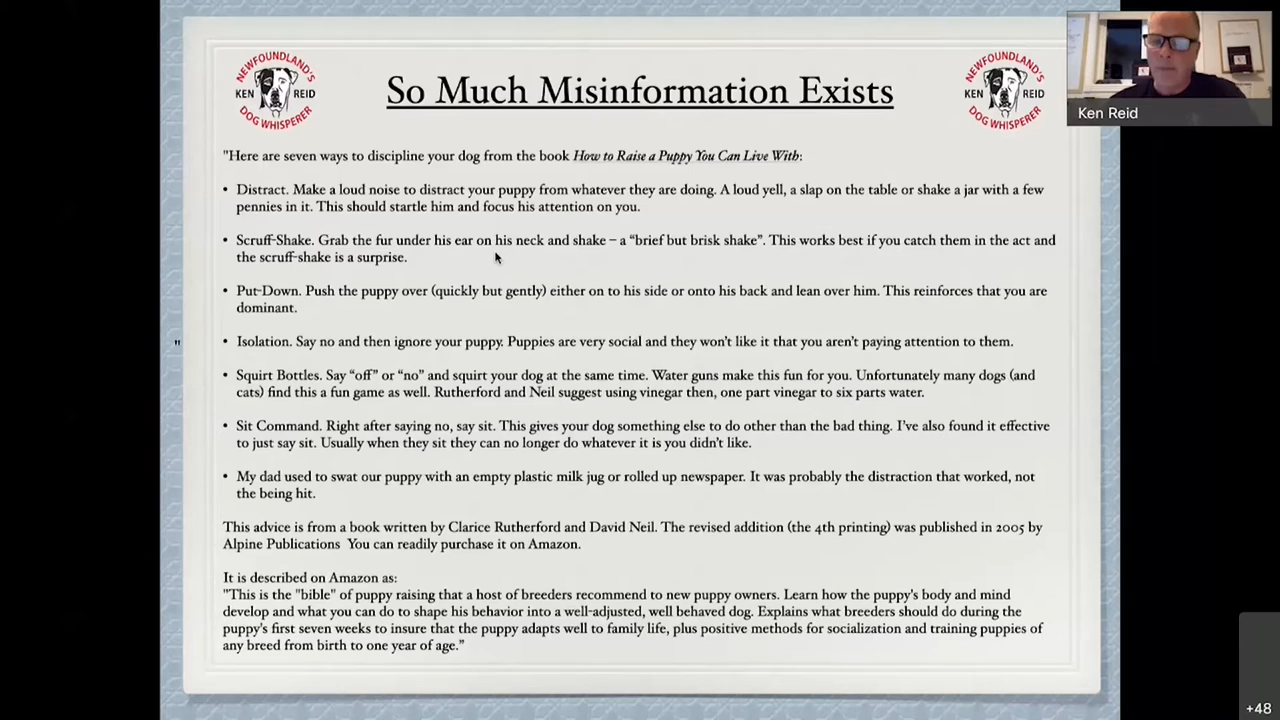 So Much Misinformation Exists
NEWFOUNDLAND'S
KEN REID
DOG WHISPERER
NEWFOUNDLAND'S
KEN REID
DOG WHISPERER
Ken Reid
"Here are seven ways to discipline your dog from the book How to Raise a Puppy You Can Live With:
• Distract. Make a loud noise to distract your puppy from whatever they are doing. A loud yell, a slap on the table or shake a jar with a few
pennies in it. This should startle him and focus his attention on you.
• Scruff-Shake. Grab the fur under his ear on his neck and shake – a “brief but brisk shake”. This works best if you catch them in the act and
the scruff-shake is a surprise.
• Put-Down. Push the puppy over (quickly but gently) either on to his side or onto his back and lean over him. This reinforces that you are
dominant.
"
• Isolation. Say no and then ignore your puppy. Puppies are very social and they won’t like it that you aren’t paying attention to them.
• Squirt Bottles. Say “off” or “no” and squirt your dog at the same time. Water guns make this fun for you. Unfortunately many dogs (and
cats) find this a fun game as well. Rutherford and Neil suggest using vinegar then, one part vinegar to six parts water.
• Sit Command. Right after saying no, say sit. This gives your dog something else to do other than the bad thing. I’ve also found it effective
to just say sit. Usually when they sit they can no longer do whatever it is you didn’t like.
• My dad used to swat our puppy with an empty plastic milk jug or rolled up newspaper. It was probably the distraction that worked, not
the being hit.
This advice is from a book written by Clarice Rutherford and David Neil. The revised addition (the 4th printing) was published in 2005 by
Alpine Publications  You can readily purchase it on Amazon.
It is described on Amazon as:
"This is the "bible" of puppy raising that a host of breeders recommend to new puppy owners. Learn how the puppy's body and mind
develop and what you can do to shape his behavior into a well-adjusted, well behaved dog. Explains what breeders should do during the
puppy's first seven weeks to insure that the puppy adapts well to family life, plus positive methods for socialization and training puppies of
any breed from birth to one year of age.”
+48